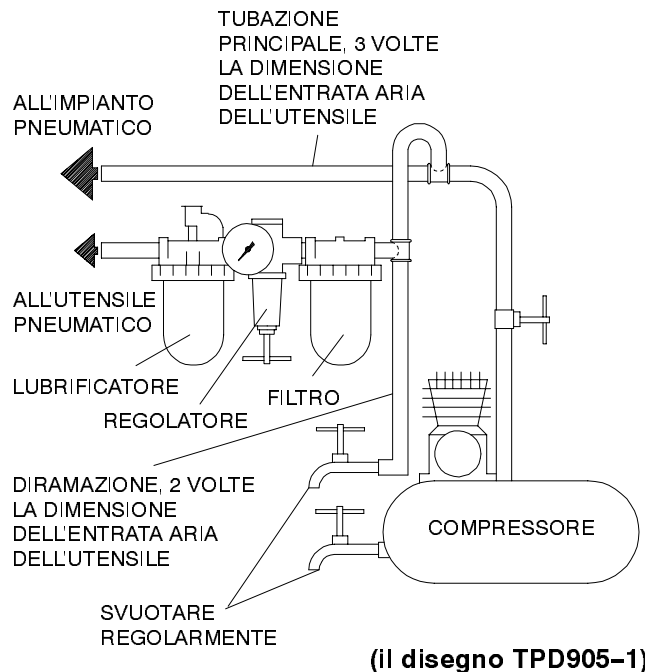 TUBAZIONE
PRINCIPALE, 3 VOLTE
LA DIMENSIONE
DELL'ENTRATA ARIA
DELL'UTENSILE
ALL'IMPIANTO
PNEUMATICO
ALL'UTENSILE
PNEUMATICO
LUBRIFICATORE
REGOLATORE
FILTRO
DIRAMAZIONE, 2 VOLTE
LA DIMENSIONE
DELL'ENTRATA ARIA
DELL'UTENSILE
COMPRESSORE
SVUOTARE
REGOLARMENTE
(il disegno TPD905–1)